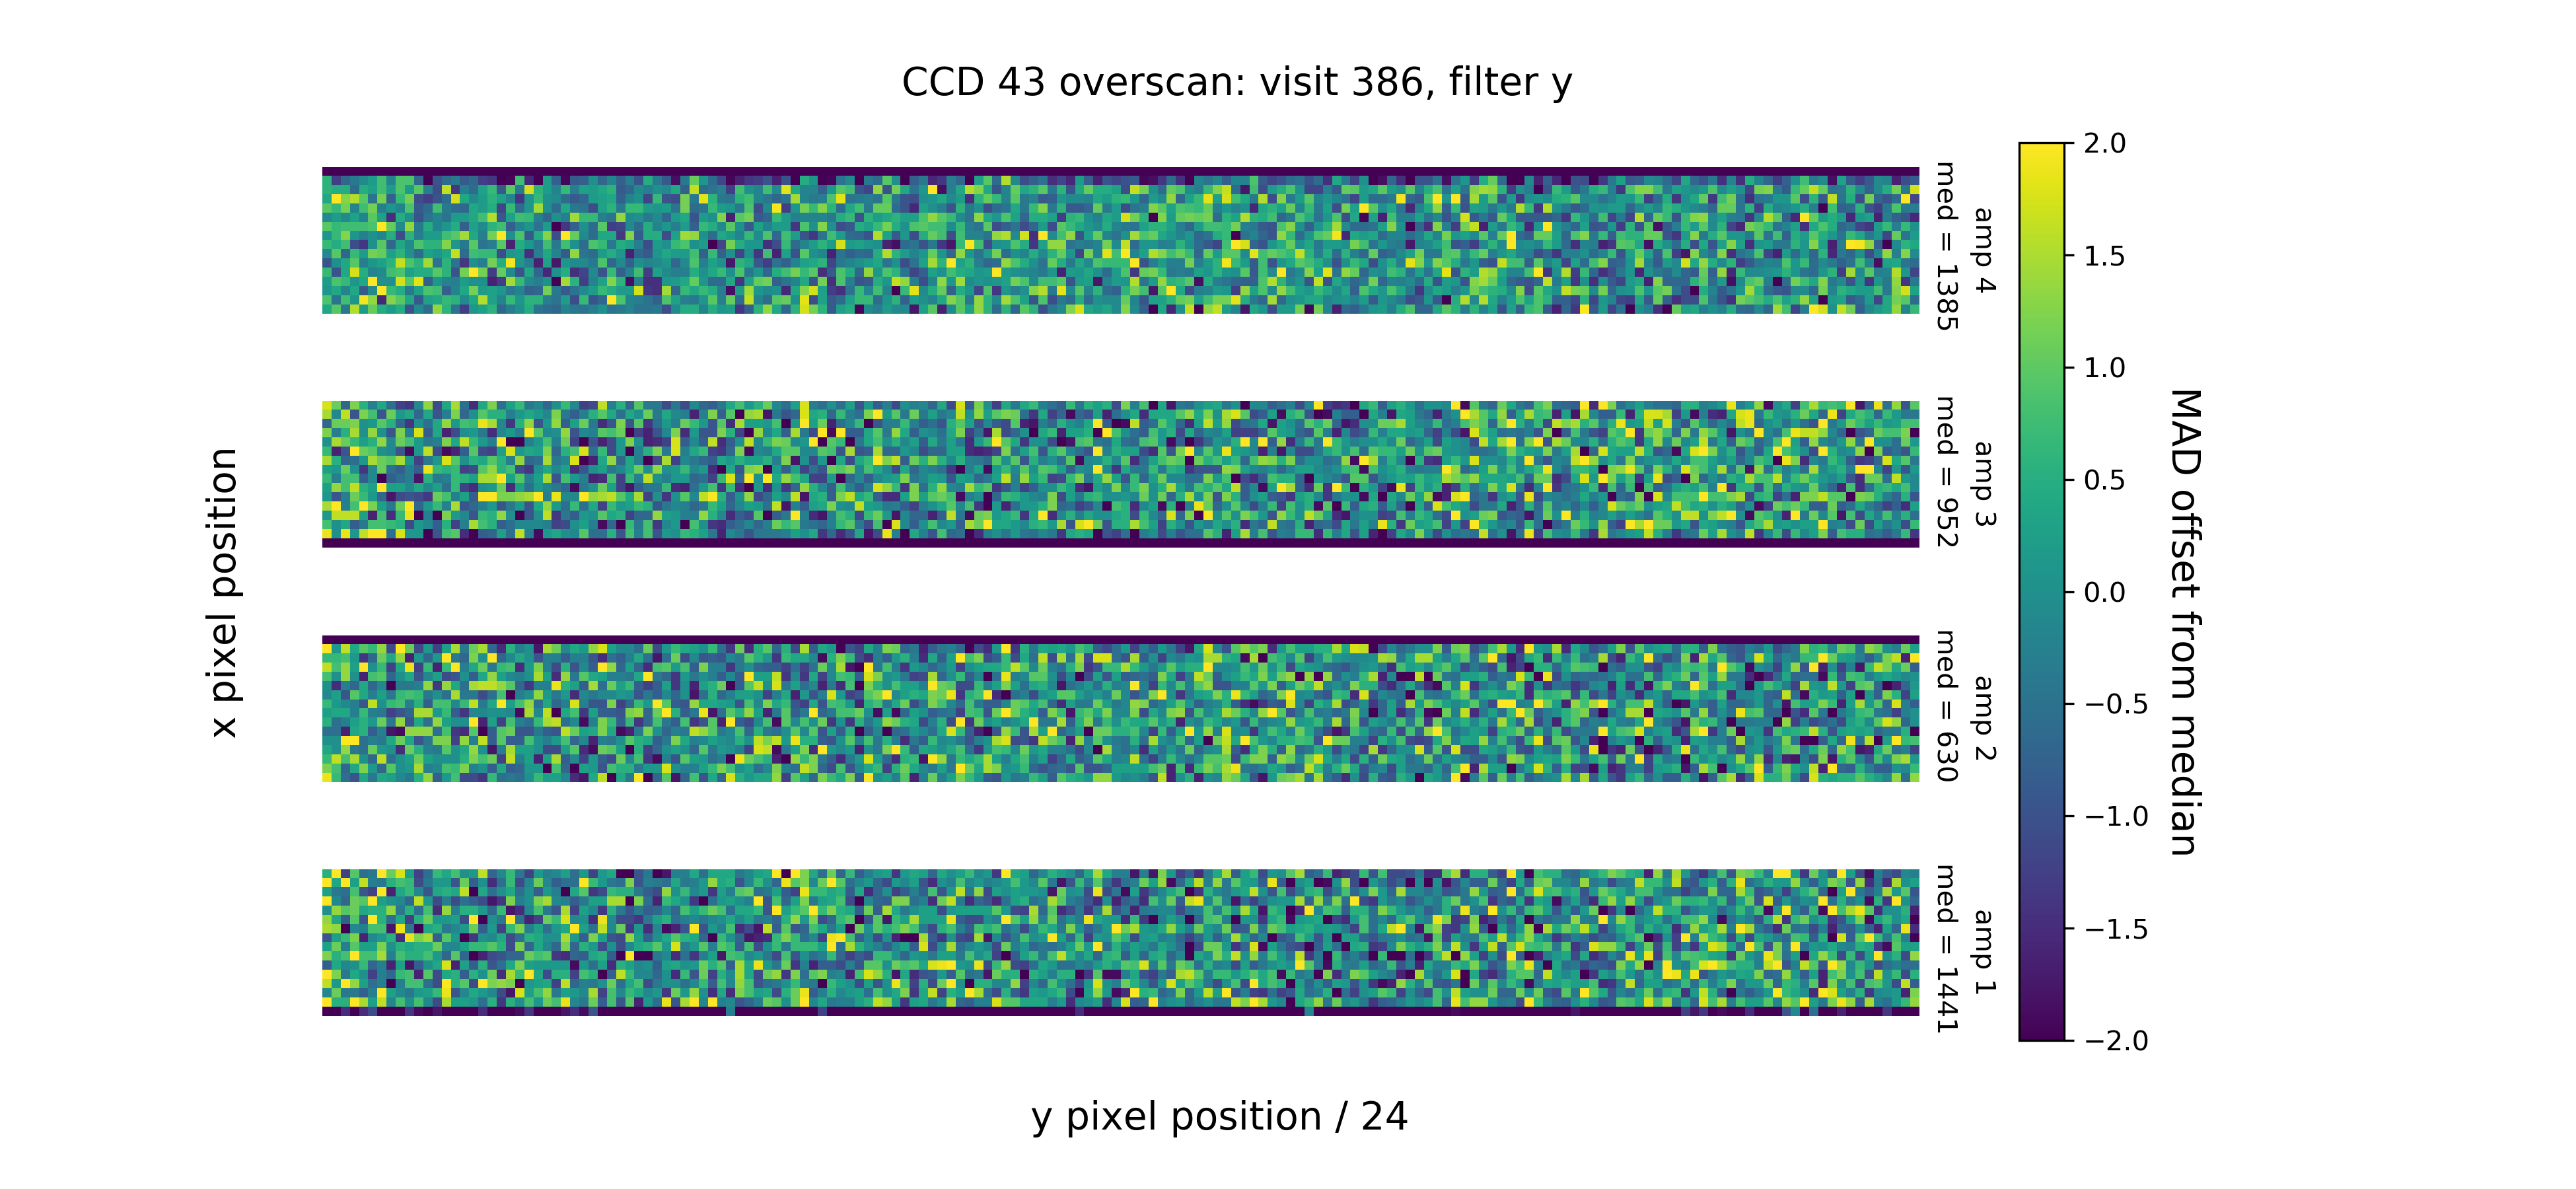 CCD 43 overscan: visit 386, filter y
x pixel position
amp 4
med = 1385
amp 3
med = 952
amp 2
med = 630
amp 1
med = 1441
2.0
1.5
1.0
0.5
0.0
−0.5
−1.0
−1.5
−2.0
MAD offset from median
y pixel position / 24